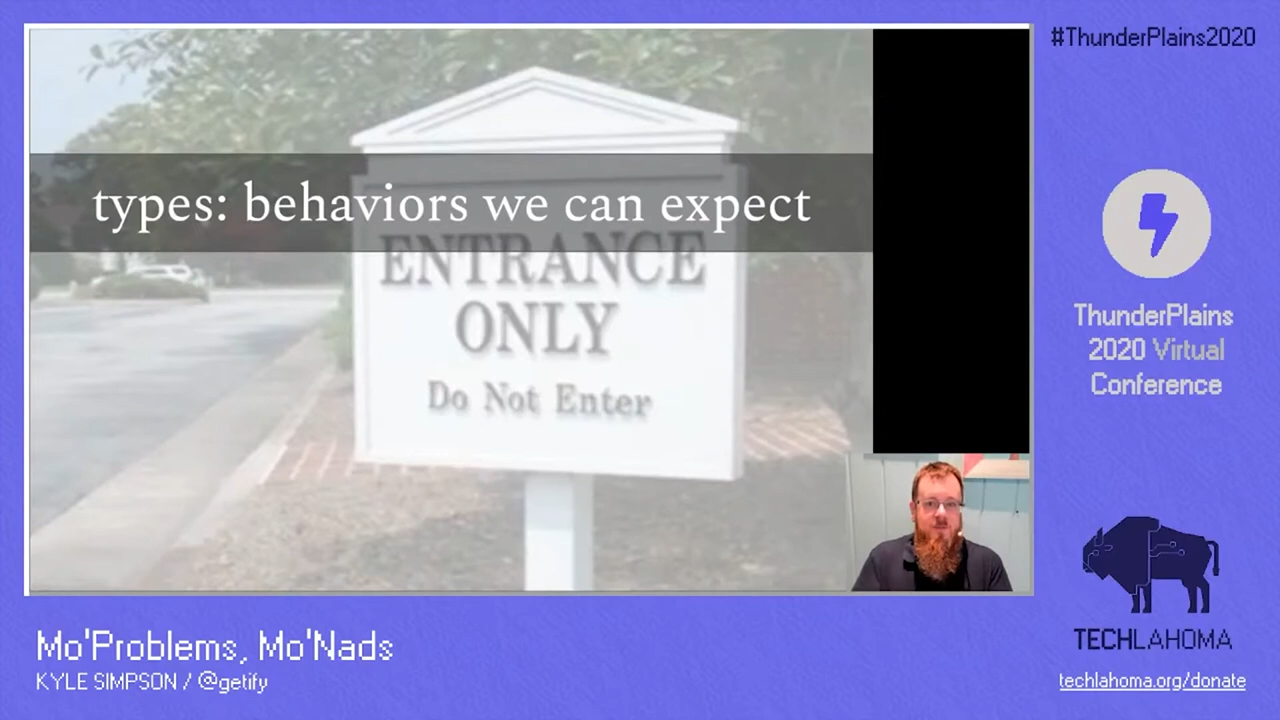 #ThunderPlains2020
types: behaviors we can expect
ENTRANCE
ONLY
Do Not Enter
ThunderPlains
2020 Virtual
Conference
TECHLAHOMA
techlahoma.org/donate
Mo'Problems, Mo'Nads
KYLE SIMPSON / @getify